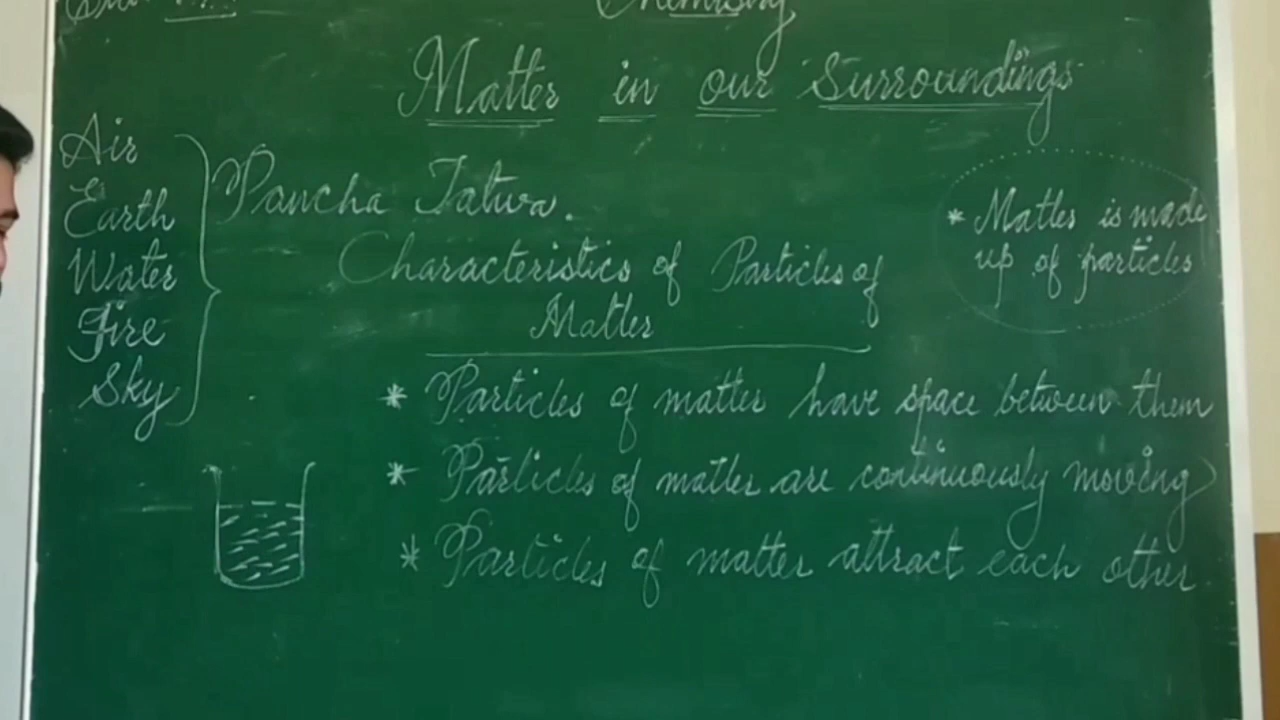 Chemistry
Matter in our Surroundings
Air
Earth
Water
Fire
Sky
Pancha Tatva.
* Matter is made
up of particles
Characteristics of Particles of
Matter
* Particles of matter have space between them
* Particles of matter are continuously moving
* Particles of matter attract each other